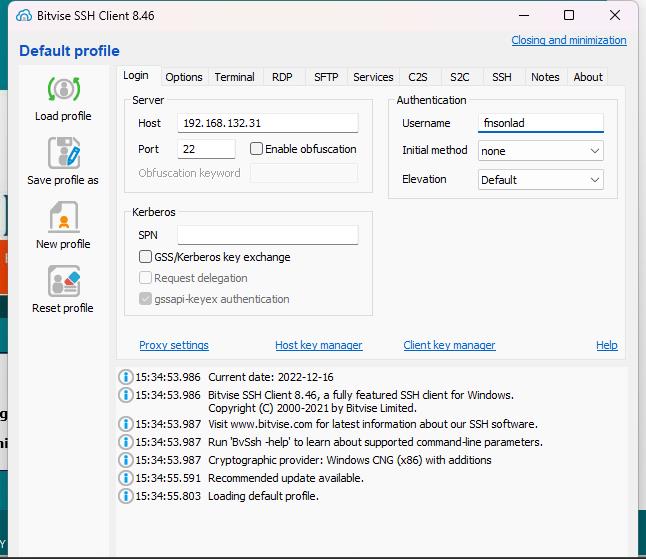 Bitvise SSH Client 8.46
Default profile
Closing and minimization
Load profile
Save profile as
New profile
Reset profile
Login Options Terminal RDP SFTP Services C2S S2C SSH Notes About
Server
Host 192.168.132.31
Port 22 Enable obfuscation
Obfuscation keyword
Authentication
Username fnsonlad
Initial method none
Elevation Default
Kerberos
SPN
GSS/Kerberos key exchange
Request delegation
gssapi-keyex authentication
Proxy settings Host key manager Client key manager Help
15:34:53.986 Current date: 2022-12-16
15:34:53.986 Bitvise SSH Client 8.46, a fully featured SSH client for Windows.
Copyright (C) 2000-2021 by Bitvise Limited.
15:34:53.987 Visit www.bitvise.com for latest information about our SSH software.
15:34:53.987 Run 'BvSsh -help' to learn about supported command-line parameters.
15:34:53.987 Cryptographic provider: Windows CNG (x86) with additions
15:34:55.591 Recommended update available.
15:34:55.803 Loading default profile.